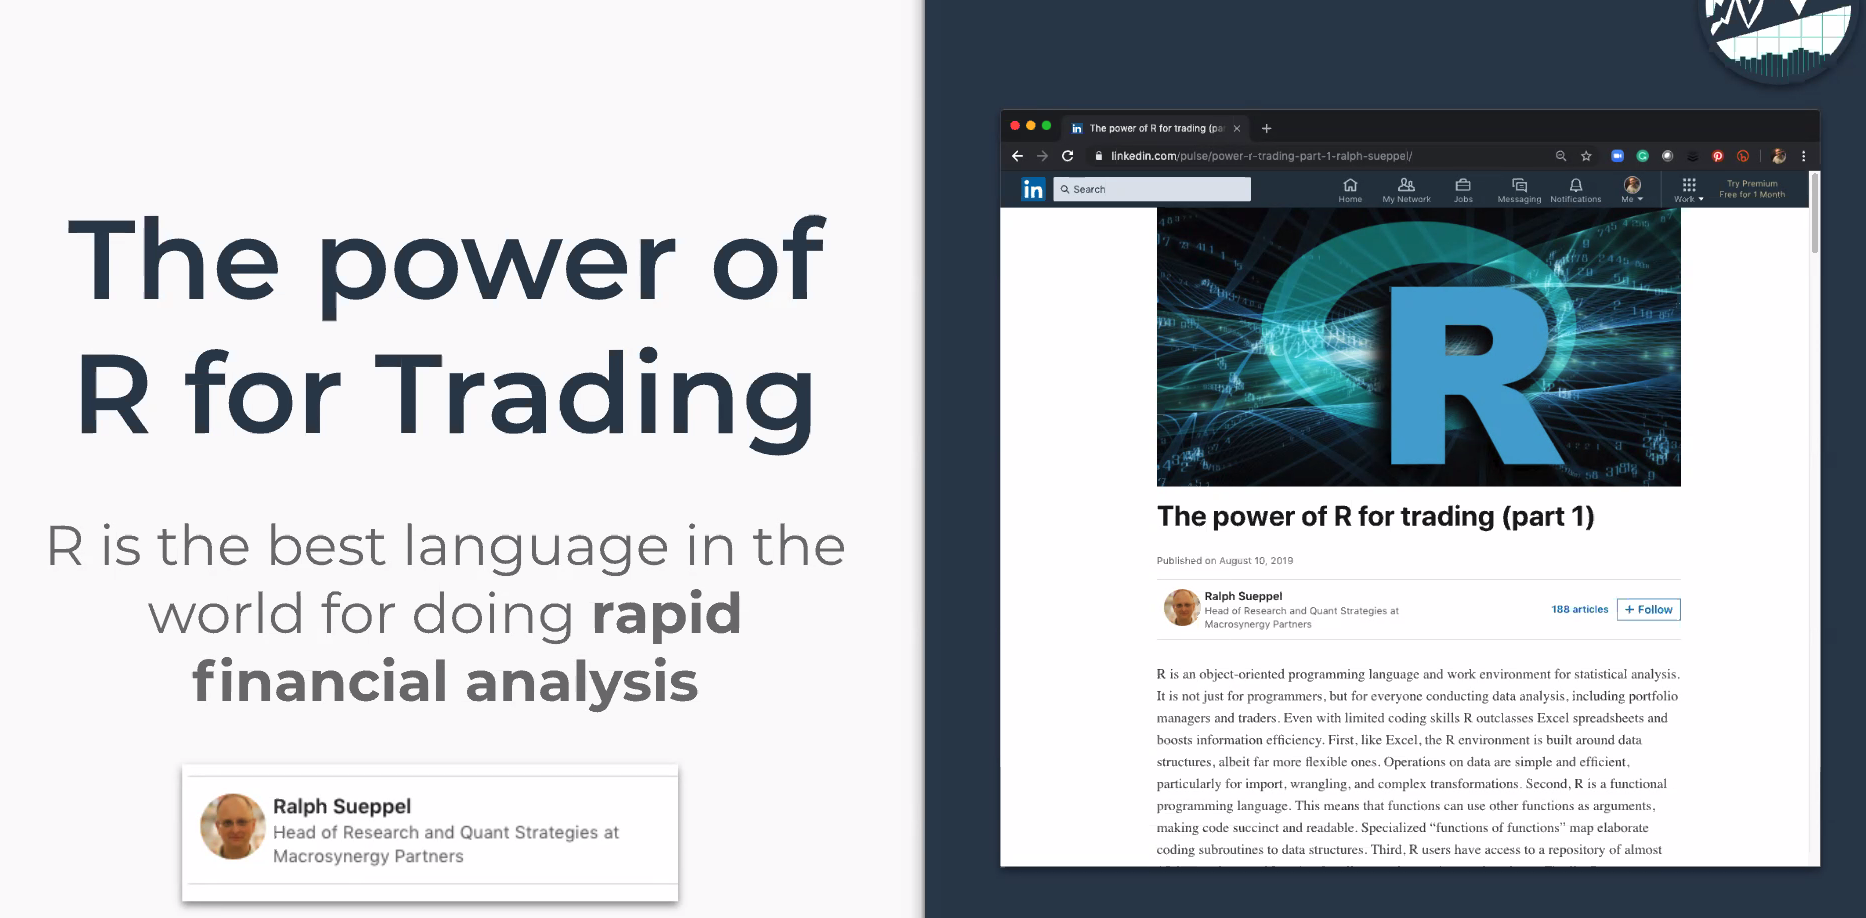 The power of
R for Trading
R is the best language in the
world for doing rapid
financial analysis
Ralph Sueppel
Head of Research and Quant Strategies at
Macrosynergy Partners
The power of R for trading (pa
linkedin.com/pulse/power-r-trading-part-1-ralph-sueppel/
in
Search
Home
My Network
Jobs
Messaging
Notifications
Me
Work
Try Premium
Free for 1 Month
R
The power of R for trading (part 1)
Published on August 10, 2019
Ralph Sueppel
Head of Research and Quant Strategies at
Macrosynergy Partners
188 articles
+ Follow
R is an object-oriented programming language and work environment for statistical analysis.
It is not just for programmers, but for everyone conducting data analysis, including portfolio
managers and traders. Even with limited coding skills R outclasses Excel spreadsheets and
boosts information efficiency. First, like Excel, the R environment is built around data
structures, albeit far more flexible ones. Operations on data are simple and efficient,
particularly for import, wrangling, and complex transformations. Second, R is a functional
programming language. This means that functions can use other functions as arguments,
making code succinct and readable. Specialized “functions of functions” map elaborate
coding subroutines to data structures. Third, R users have access to a repository of almost